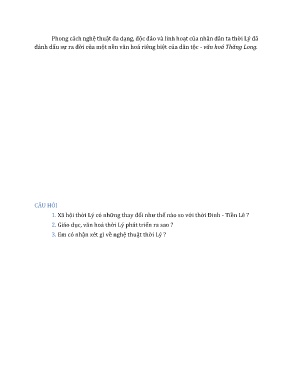 Phong cách nghệ thuật đa dạng, độc đáo và linh hoạt của nhân dân ta thời Lý đã
đánh dấu sự ra đời của một nền văn hoá riêng biệt của dân tộc - văn hoá Thăng Long.
CÂU HỎI
1. Xã hội thời Lý có những thay đổi như thế nào so với thời Đinh - Tiền Lê ?
2. Giáo dục, văn hoá thời Lý phát triển ra sao ?
3. Em có nhận xét gì về nghệ thuật thời Lý ?